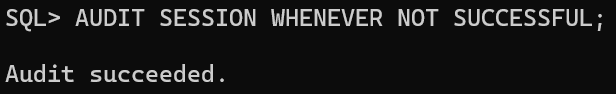 SQL> AUDIT SESSION WHENEVER NOT SUCCESSFUL;
Audit succeeded.